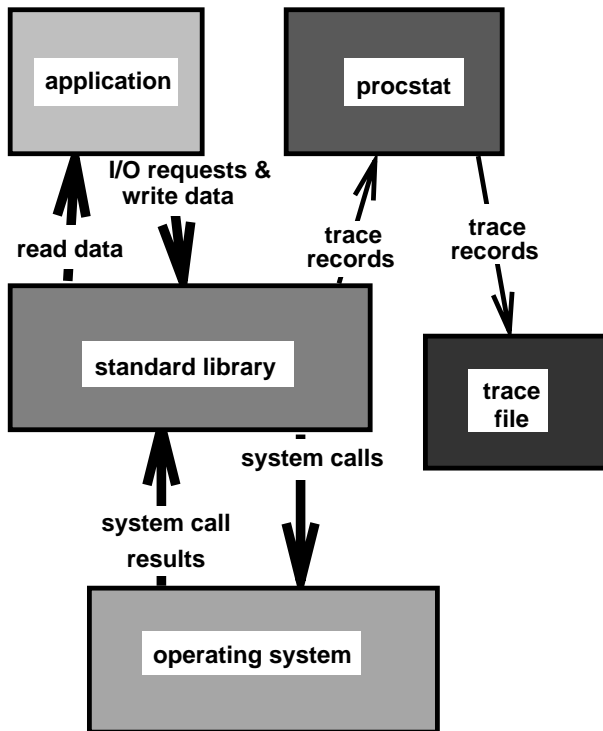 application
procstat
I/O requests &
write data
read data
trace
records
trace
records
standard library
trace
file
system calls
system call
results
operating system